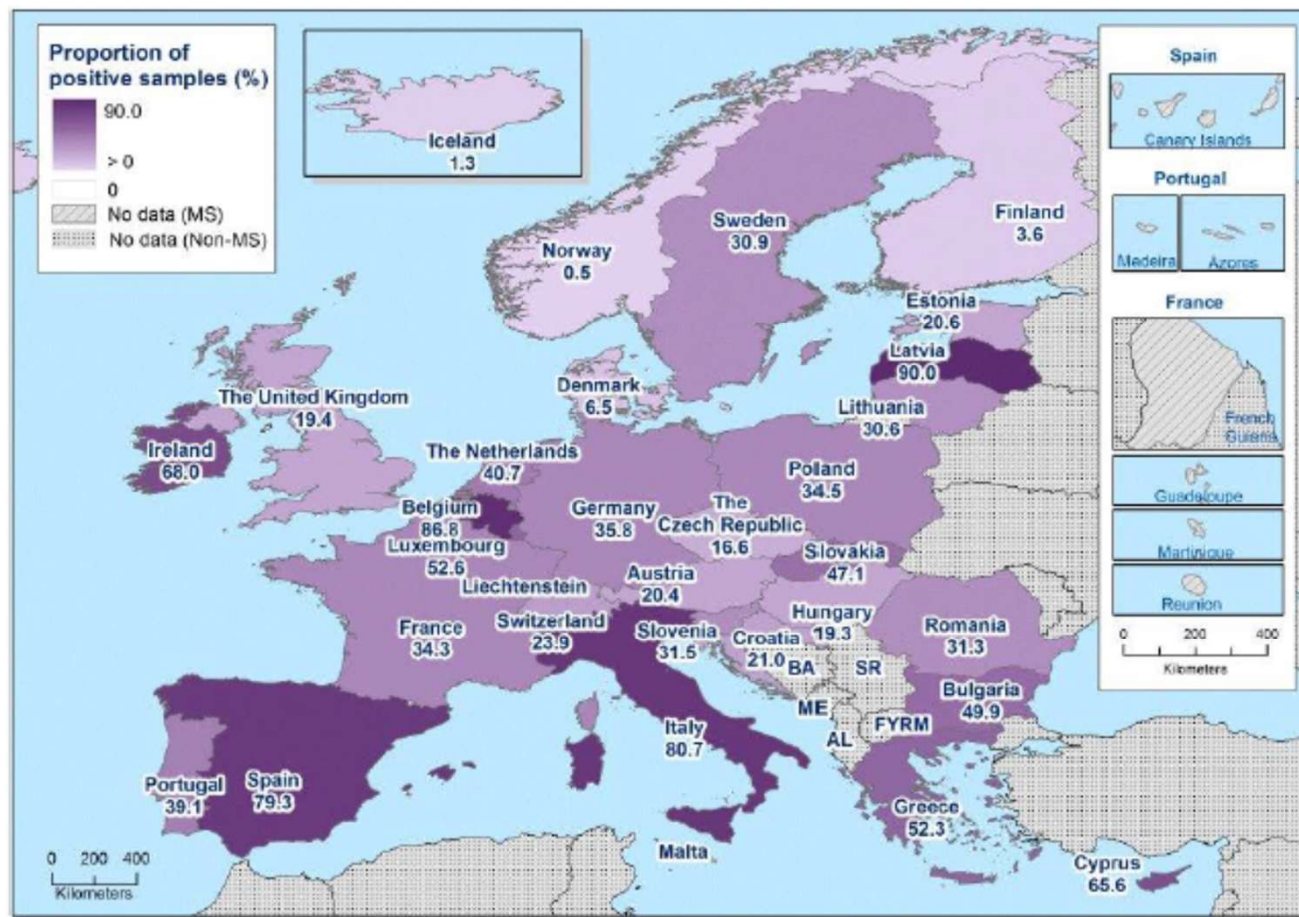 Proportion of
positive samples (%)
90.0
> 0
0
No data (MS)
No data (Non-MS)
Iceland
1.3
Norway
0.5
Sweden
30.9
Finland
3.6
Estonia
20.6
Latvia
90.0
Lithuania
30.6
Denmark
6.5
The United Kingdom
19.4
Ireland
68.0
The Netherlands
40.7
Belgium
86.8
Luxembourg
52.6
Germany
35.8
Poland
34.5
The
Czech Republic
16.6
Slovakia
47.1
Liechtenstein
Austria
20.4
Hungary
19.3
Switzerland
23.9
France
34.3
Slovenia
31.5
Croatia
21.0
Romania
31.3
BA
SR
Bulgaria
49.9
ME
FYRM
AL
Italy
80.7
Portugal
39.1
Spain
79.3
Greece
52.3
Malta
Cyprus
65.6
0 200 400
Kilometers
Spain
Canary Islands
Portugal
Madeira
Azores
France
French
Guiana
Guadeloupe
Martinique
Reunion
0 200 400
Kilometers